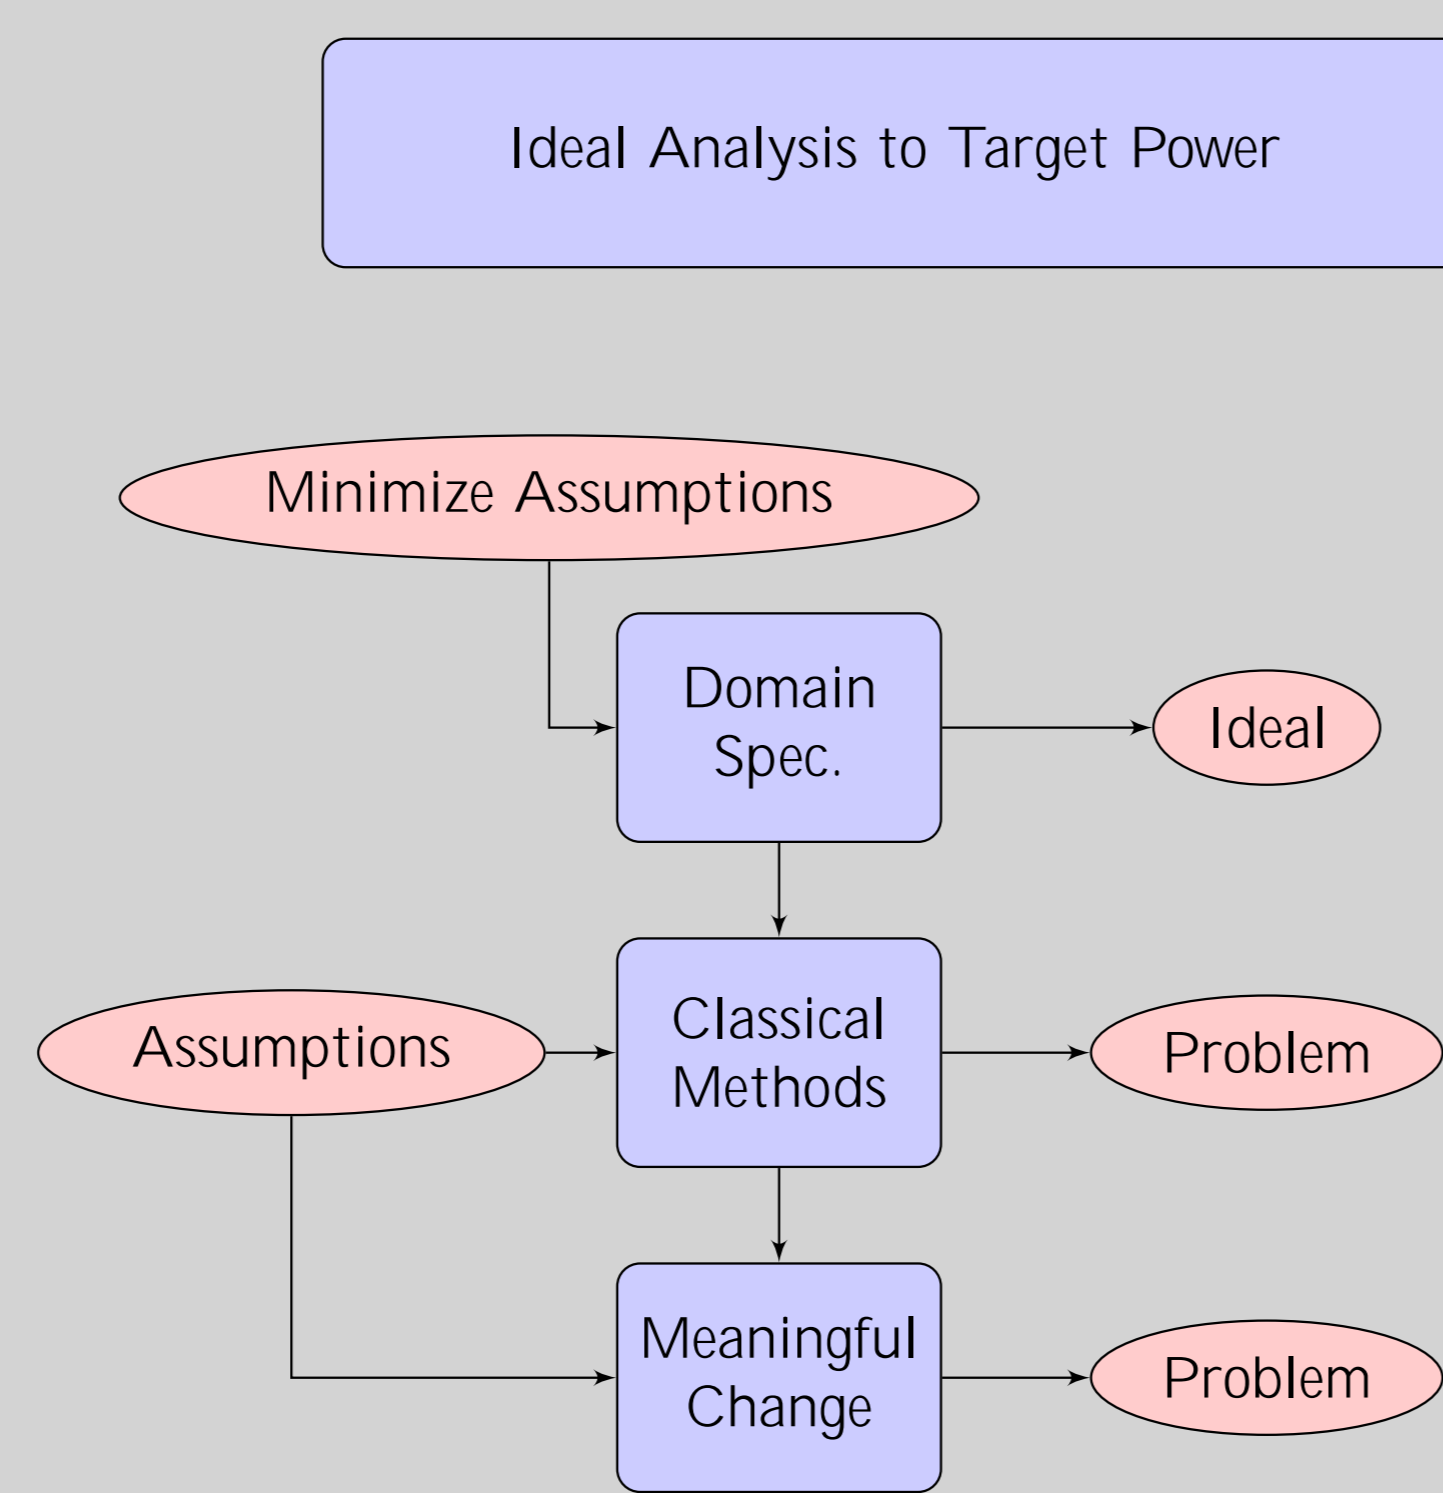 Ideal Analysis to Target Power
Minimize Assumptions
Domain
Spec.
Ideal
Assumptions
Classical
Methods
Problem
Meaningful
Change
Problem